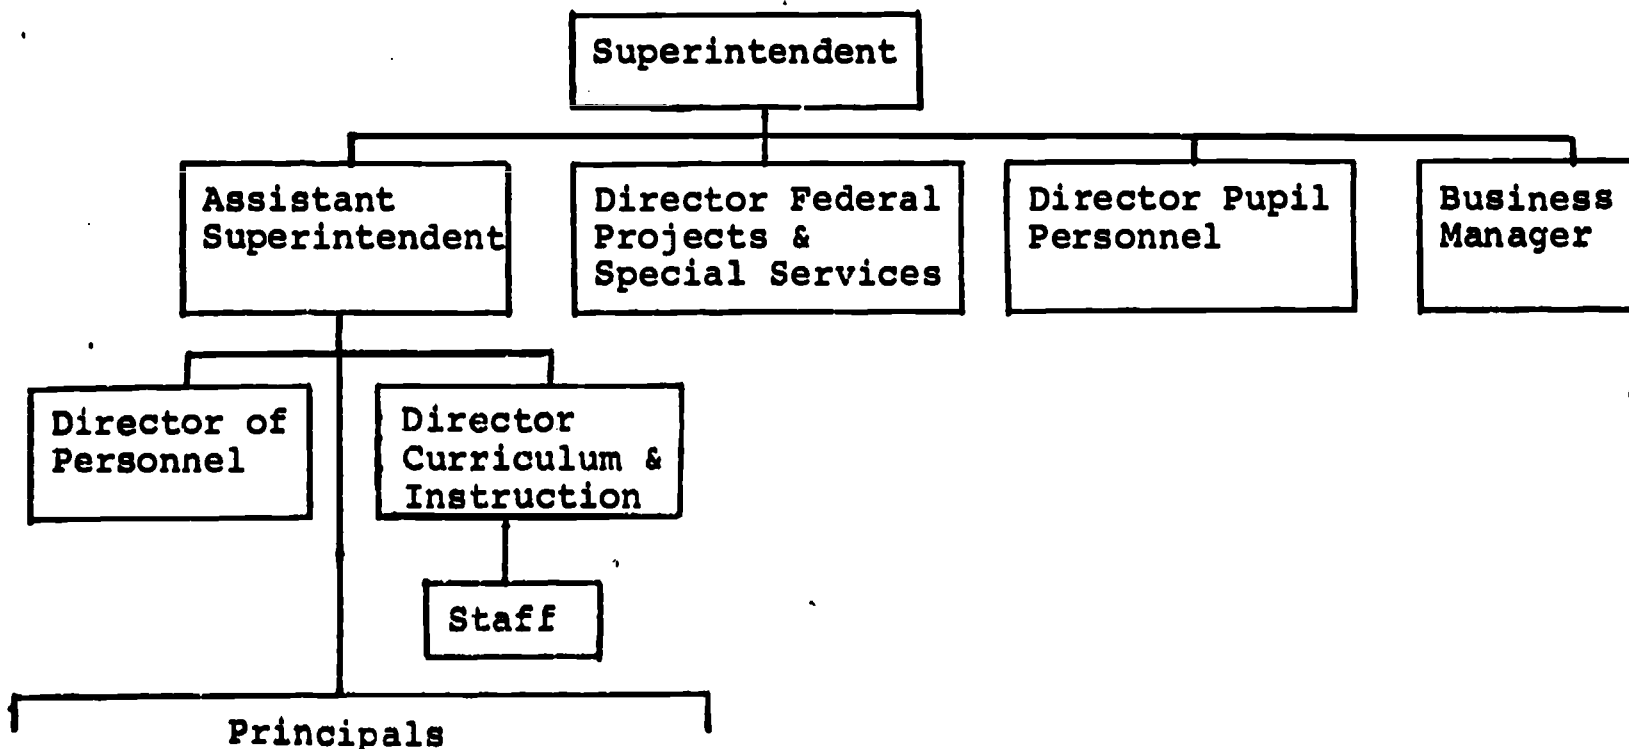 Superintendent
Assistant
Superintendent
Director Federal
Projects &
Special Services
Director Pupil
Personnel
Business
Manager
Director of
Personnel
Director
Curriculum &
Instruction
Staff
Principals